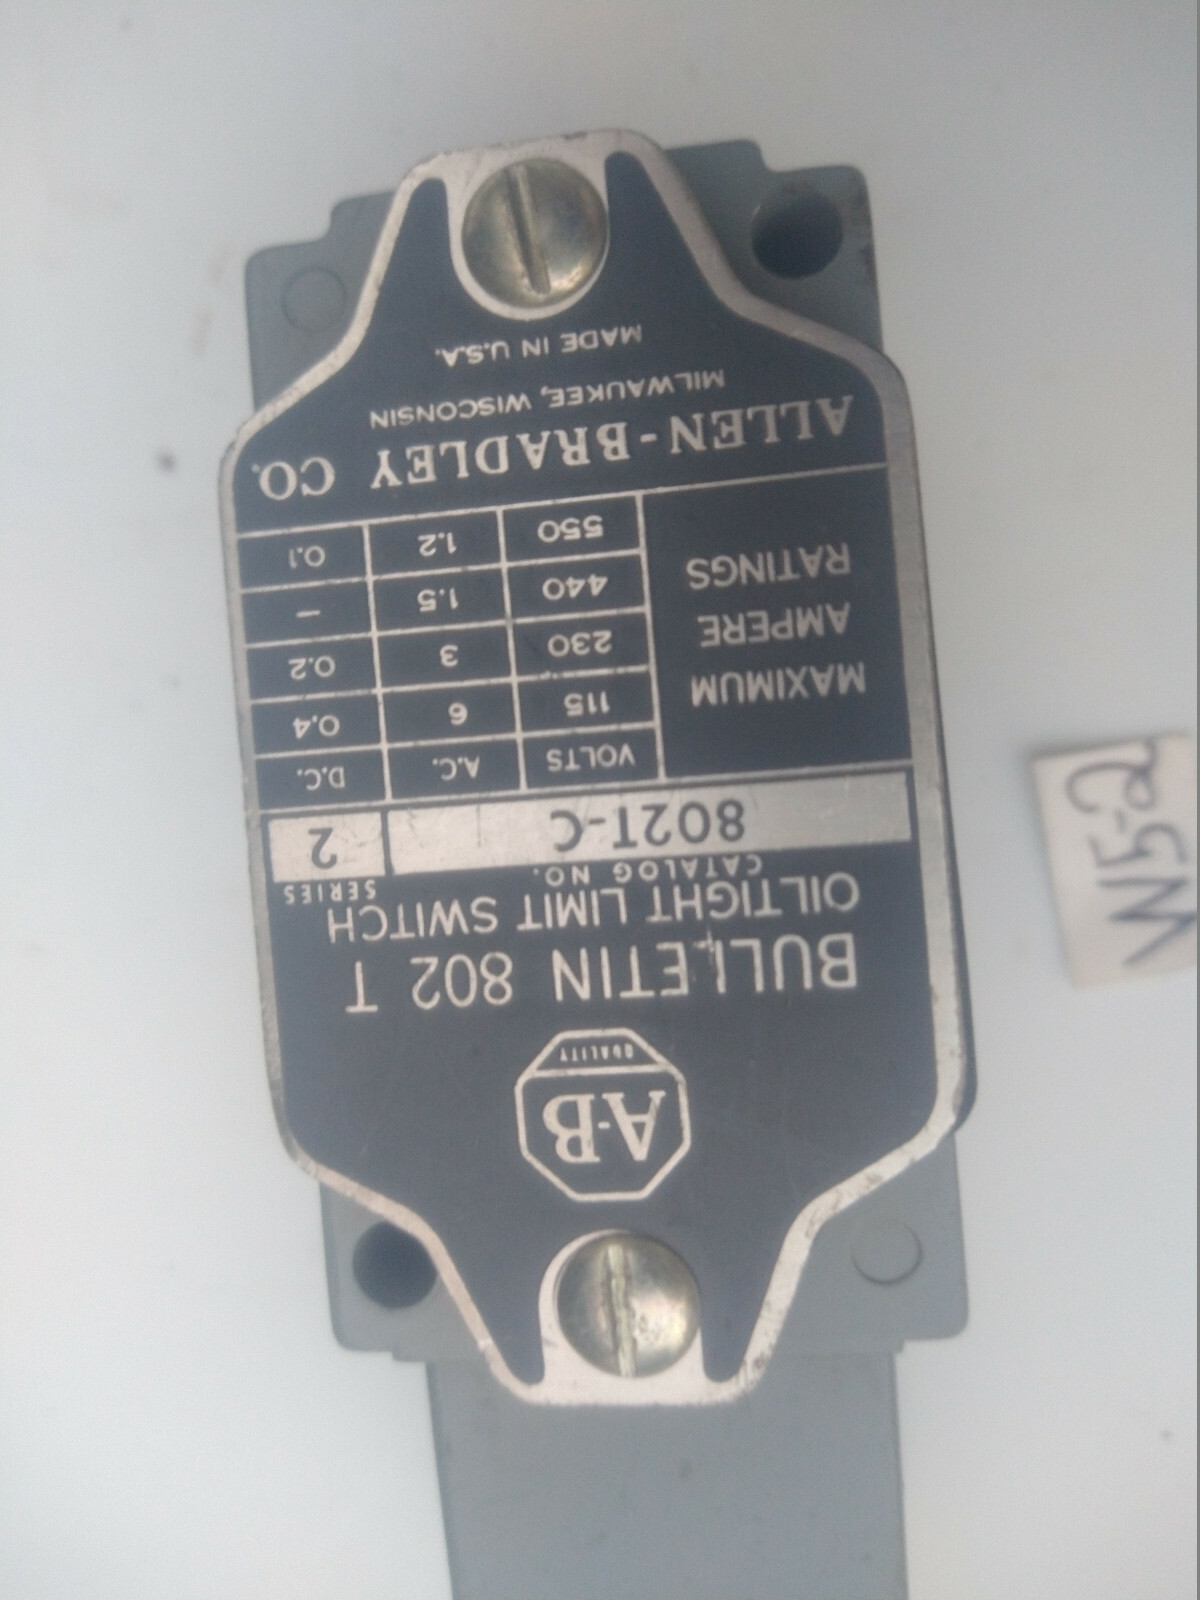 A-B
QUALITY
BULLETIN 802 T
OILTIGHT LIMIT SWITCH
CATALOG NO. SERIES
802T-C 2
MAXIMUM AMPERE RATINGS
VOLTS A.C. D.C.
115 6 0.4
230 3 0.2
440 1.5 –
550 1.2 0.1
ALLEN-BRADLEY CO.
MILWAUKEE, WISCONSIN
MADE IN U.S.A.
W5-2